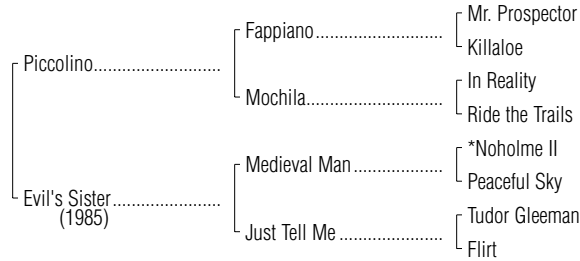 Mr. Prospector
Fappiano
Killaloe
Piccolino
In Reality
Mochila
Ride the Trails
*Noholme II
Medieval Man
Peaceful Sky
Evil's Sister
(1985)
Tudor Gleeman
Just Tell Me
Flirt